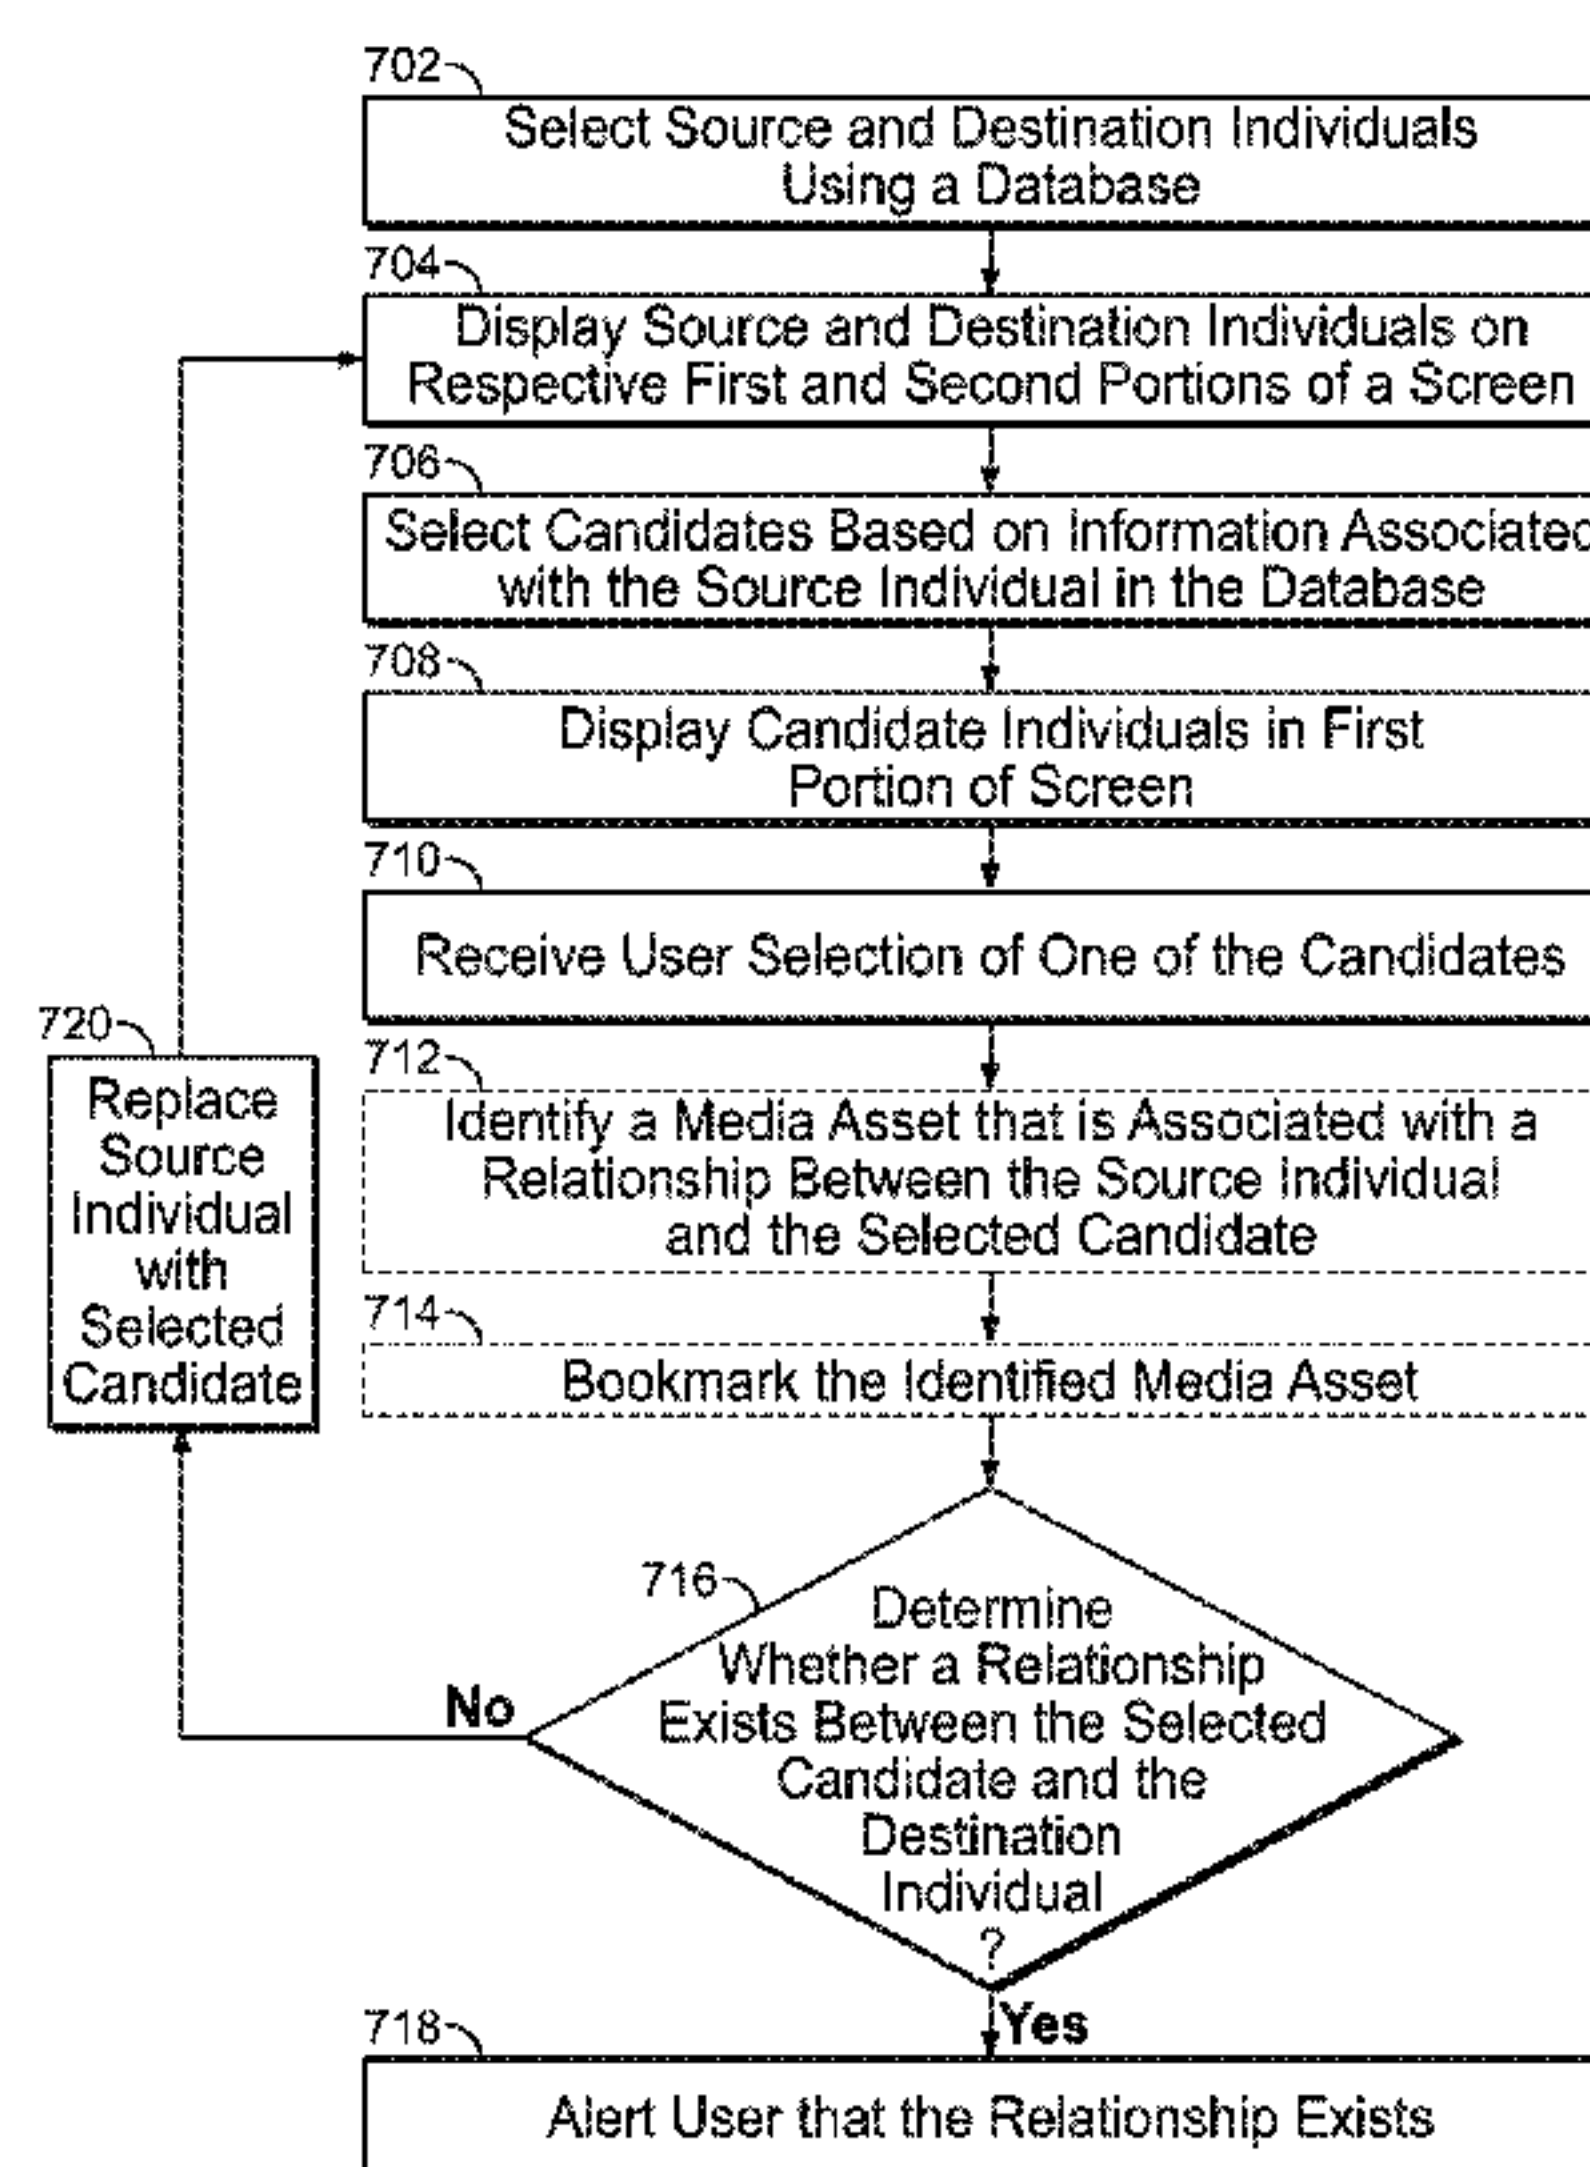 702
Select Source and Destination Individuals
Using a Database
704
Display Source and Destination Individuals on
Respective First and Second Portions of a Screen
706
Select Candidates Based on Information Associated
with the Source Individual in the Database
708
Display Candidate Individuals in First
Portion of Screen
710
Receive User Selection of One of the Candidates
712
Identify a Media Asset that is Associated with a
Relationship Between the Source Individual
and the Selected Candidate
714
Bookmark the Identified Media Asset
716
Determine
Whether a Relationship
Exists Between the Selected
Candidate and the
Destination
Individual
?
No
Yes
720
Replace
Source
Individual
with
Selected
Candidate
718
Alert User that the Relationship Exists